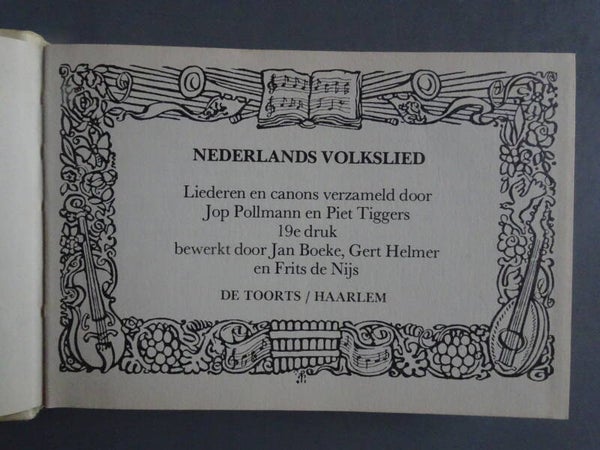 NEDERLANDS VOLKSLIED
Liederen en canons verzameld door
Jop Pollmann en Piet Tiggers
19e druk
bewerkt door Jan Boeke, Gert Helmer
en Frits de Nijs
DE TOORTS / HAARLEM